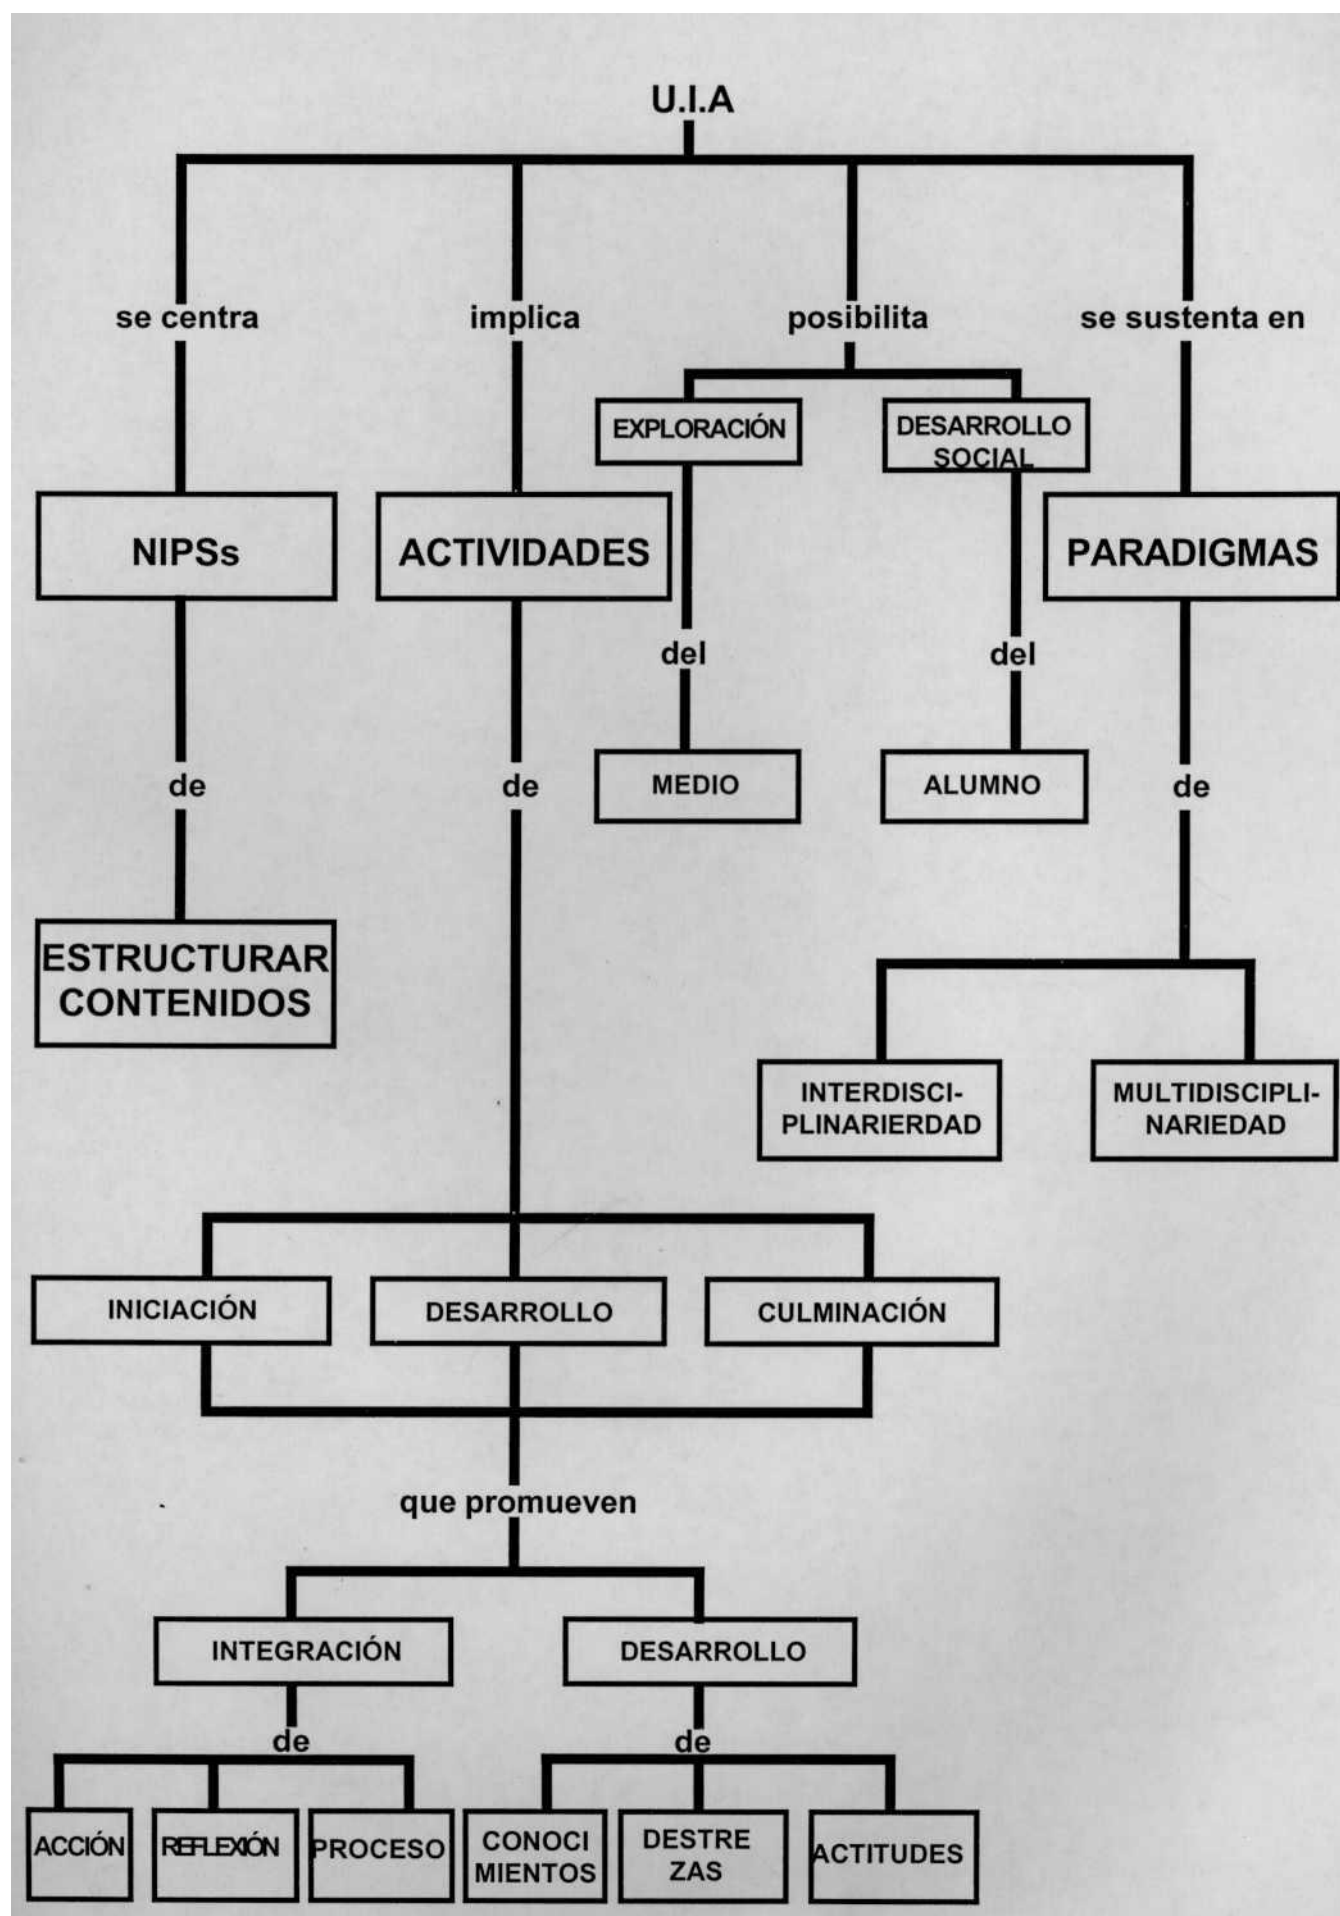 U.I.A
se centra
implica
posibilita
se sustenta en
EXPLORACIÓN
DESARROLLO
SOCIAL
NIPSs
ACTIVIDADES
PARADIGMAS
del
del
de
de
MEDIO
ALUMNO
de
ESTRUCTURAR
CONTENIDOS
INTERDISCI-
PLINARIERDAD
MULTIDISCIPLI-
NARIEDAD
INICIACIÓN
DESARROLLO
CULMINACIÓN
que promueven
INTEGRACIÓN
DESARROLLO
de
de
ACCIÓN
REFLEXIÓN
PROCESO
CONOCI
MIENTOS
DESTRE
ZAS
ACTITUDES